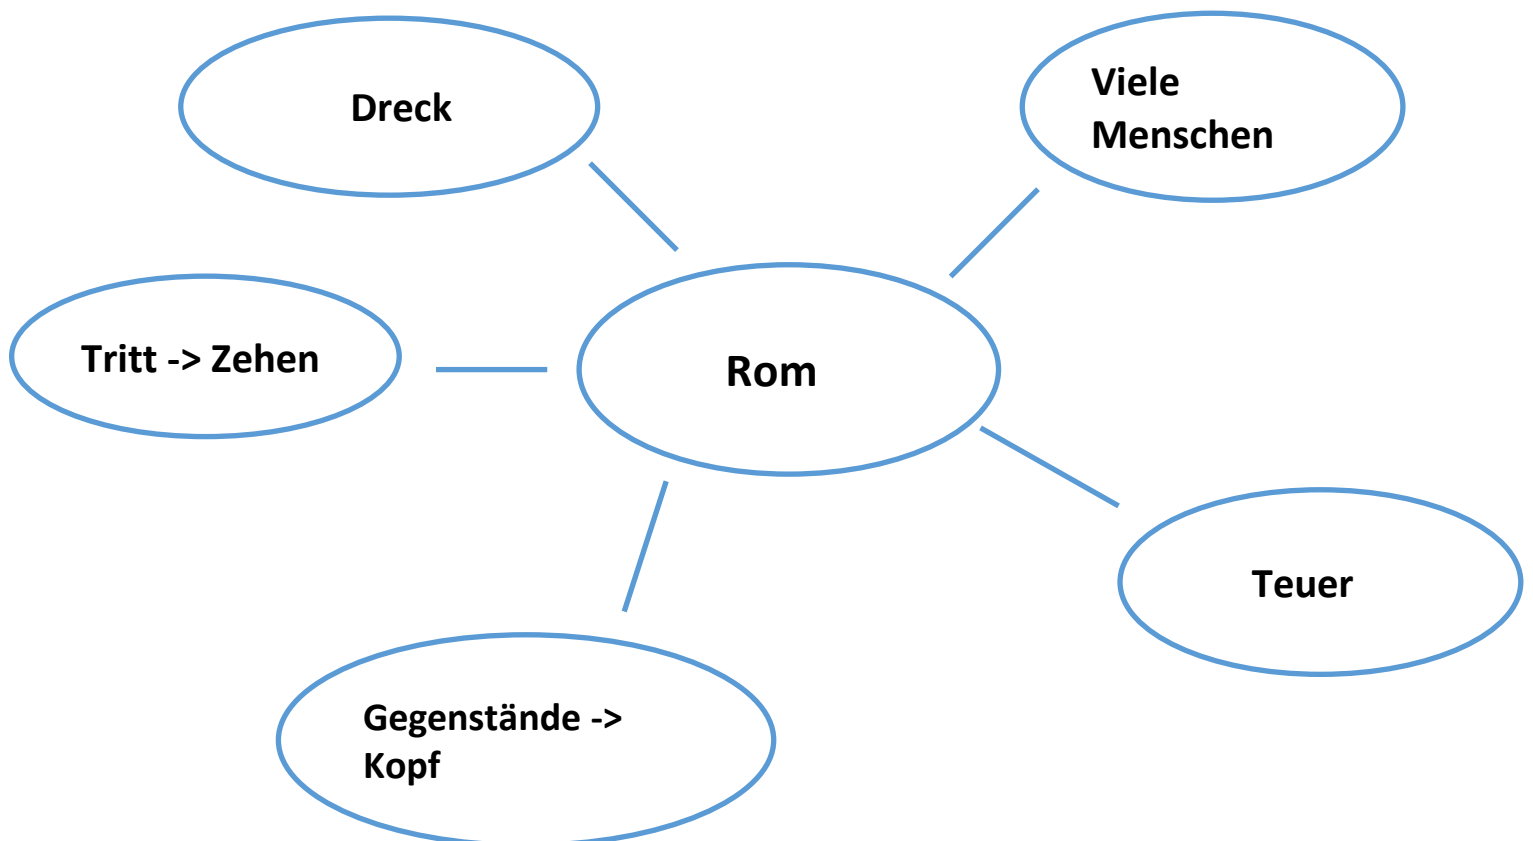 Dreck
Viele
Menschen
Tritt -> Zehen
Rom
Teuer
Gegenstände ->
Kopf